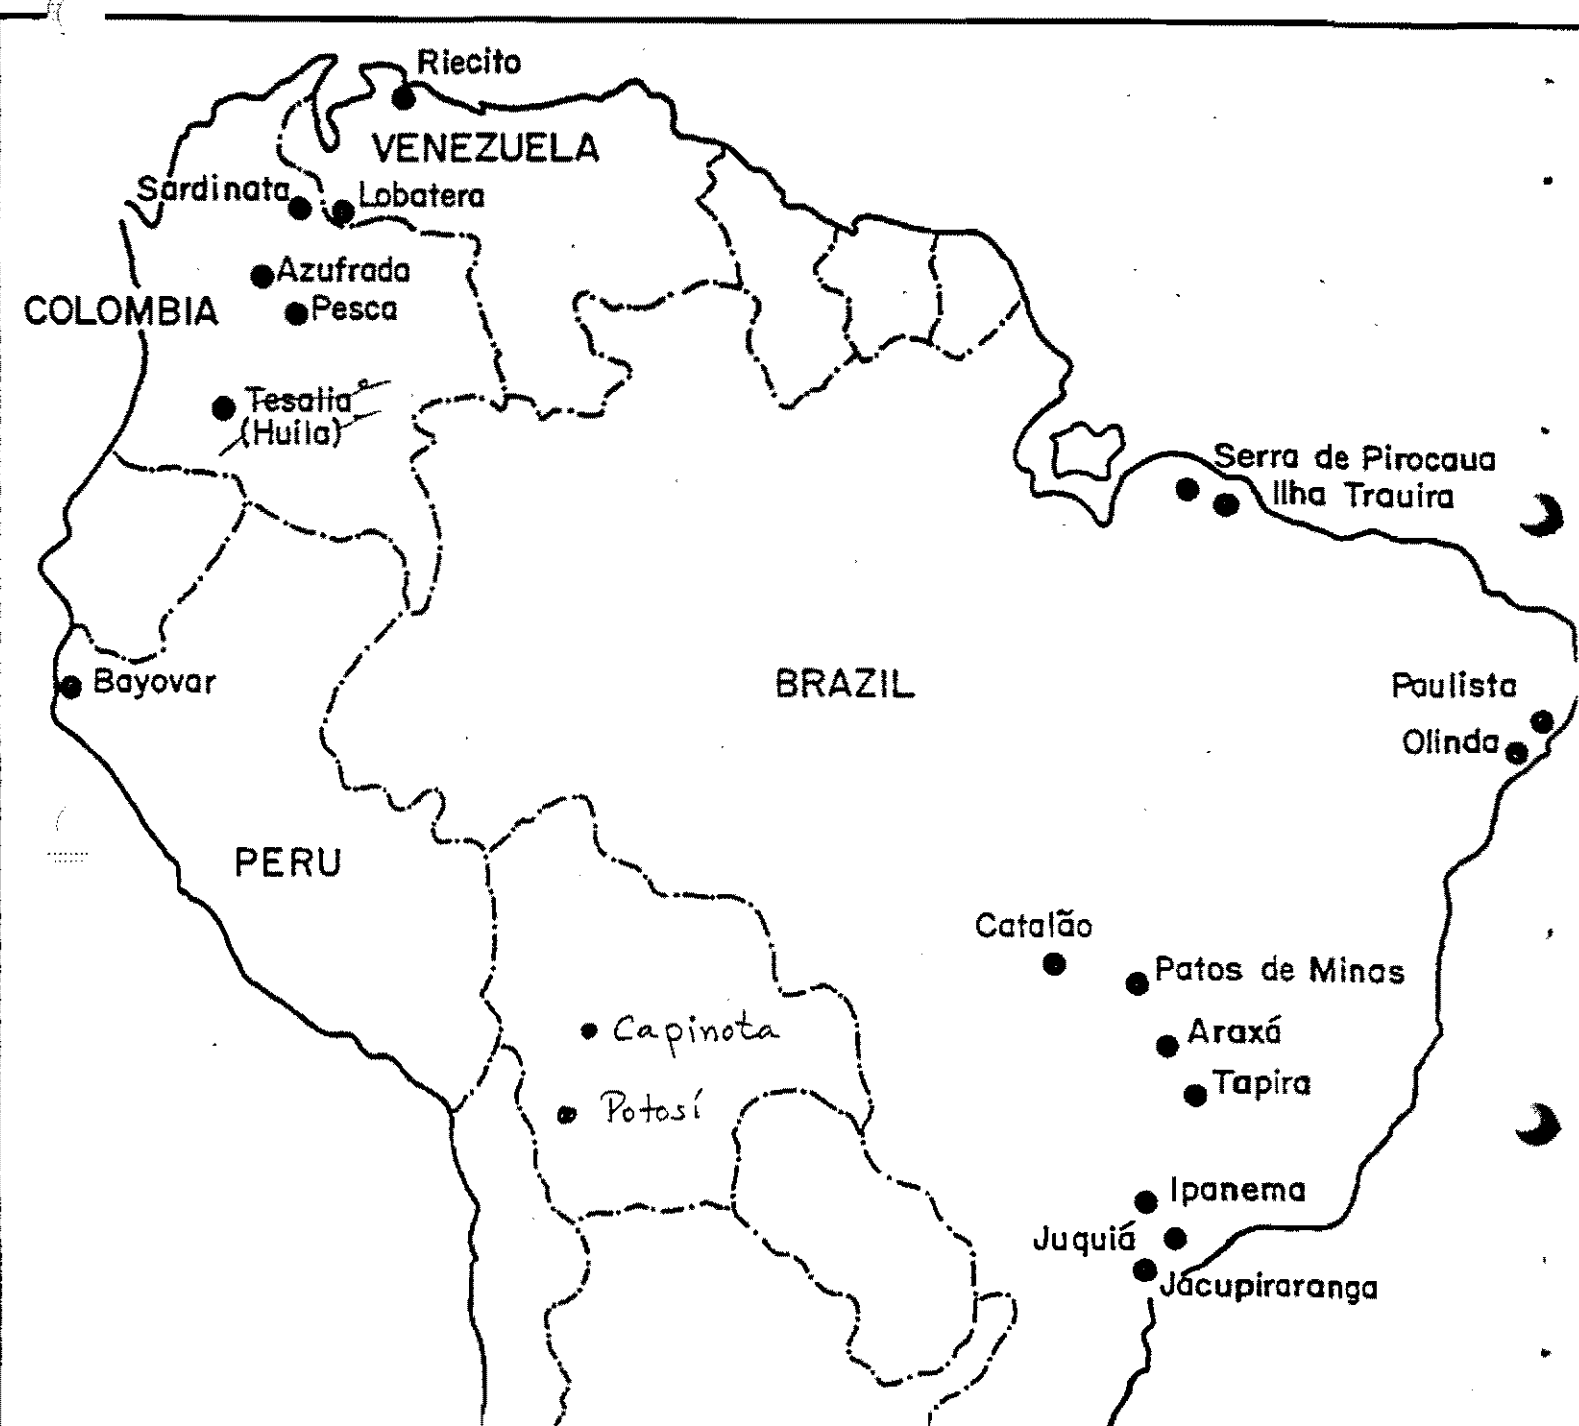 Riecito
VENEZUELA
Sardinata
Lobatera
Azufrada
COLOMBIA
Pesca
Tesalia
(Huila)
Serra de Pirocaua
Ilha Trauira
Bayovar
BRAZIL
Paulista
Olinda
PERU
Catalão
Patos de Minas
Capinota
Araxá
Tapira
Potosí
Ipanema
Juquiá
Jacupiraranga